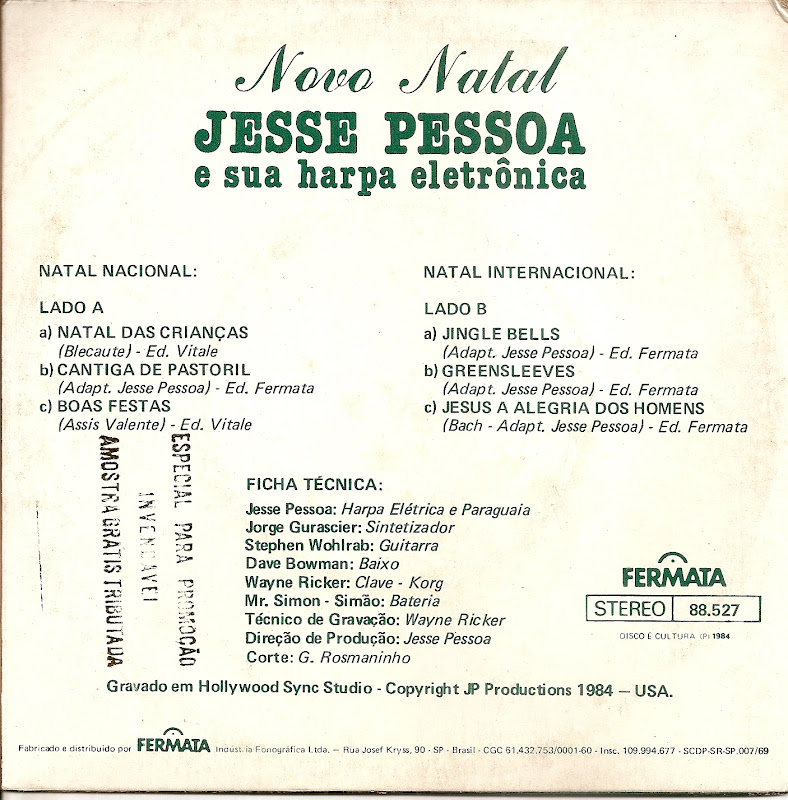 Novo Natal
JESSE PESSOA
e sua harpa eletrônica
NATAL NACIONAL:
LADO A
a) NATAL DAS CRIANÇAS
(Blecaute) - Ed. Vitale
b) CANTIGA DE PASTORIL
(Adapt. Jesse Pessoa) - Ed. Fermata
c) BOAS FESTAS
(Assis Valente) - Ed. Vitale
NATAL INTERNACIONAL:
LADO B
a) JINGLE BELLS
(Adapt. Jesse Pessoa) - Ed. Fermata
b) GREENSLEEVES
(Adapt. Jesse Pessoa) - Ed. Fermata
c) JESUS A ALEGRIA DOS HOMENS
(Bach - Adapt. Jesse Pessoa) - Ed. Fermata
ESPECIAL PARA PROMOÇÃO
INVENDAVEL
AMOSTRA GRATIS TRIBUTADA
FICHA TÉCNICA:
Jesse Pessoa: Harpa Elétrica e Paraguaia
Jorge Gurascier: Sintetizador
Stephen Wohlrab: Guitarra
Dave Bowman: Baixo
Wayne Ricker: Clave - Korg
Mr. Simon - Simão: Bateria
Técnico de Gravação: Wayne Ricker
Direção de Produção: Jesse Pessoa
Corte: G. Rosmaninho
FERMATA
STEREO 88.527
DISCO É CULTURA (P) 1984
Gravado em Hollywood Sync Studio - Copyright JP Productions 1984 — USA.
Fabricado e distribuído por FERMATA Indústria Fonográfica Ltda. — Rua Josef Kryss, 90 - SP - Brasil - CGC 61.432.753/0001-60 - Insc. 109.994.677 - SCDP-SR-SP.007/69